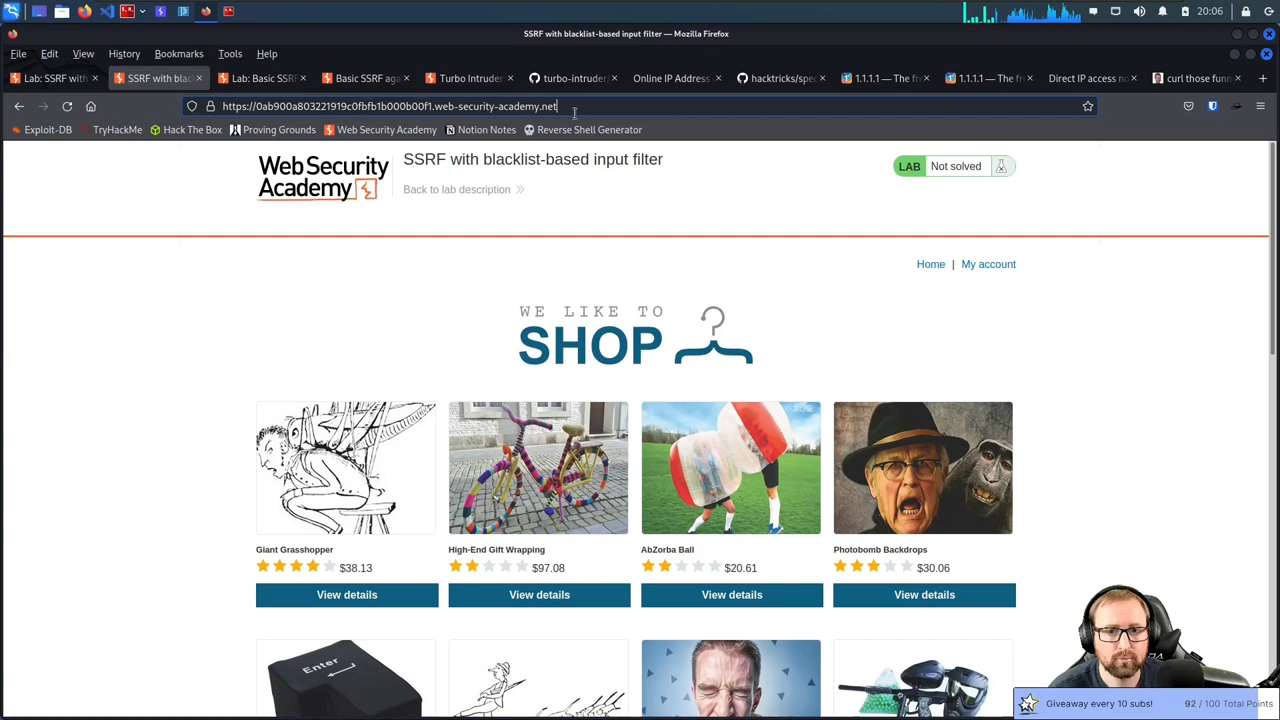 20:06
SSRF with blacklist-based input filter — Mozilla Firefox
File Edit View History Bookmarks Tools Help
Lab: SSRF with
SSRF with blac
Lab: Basic SSR
Basic SSRF aga
Turbo Intruder:
turbo-intruder/
Online IP Address
hacktricks/spec
1.1.1.1 — The fr
1.1.1.1 — The fr
Direct IP access no
curl those funn
https://0ab900a803221919c0fbfb1b000b00f1.web-security-academy.net
Exploit-DB TryHackMe Hack The Box Proving Grounds Web Security Academy Notion Notes Reverse Shell Generator
Web Security
Academy
SSRF with blacklist-based input filter
Back to lab description
LAB Not solved
Home | My account
WE LIKE TO
SHOP
Giant Grasshopper
$38.13
View details
High-End Gift Wrapping
$97.08
View details
AbZorba Ball
$20.61
View details
Photobomb Backdrops
$30.06
View details
Enter
Giveaway every 10 subs! 92 / 100 Total Points